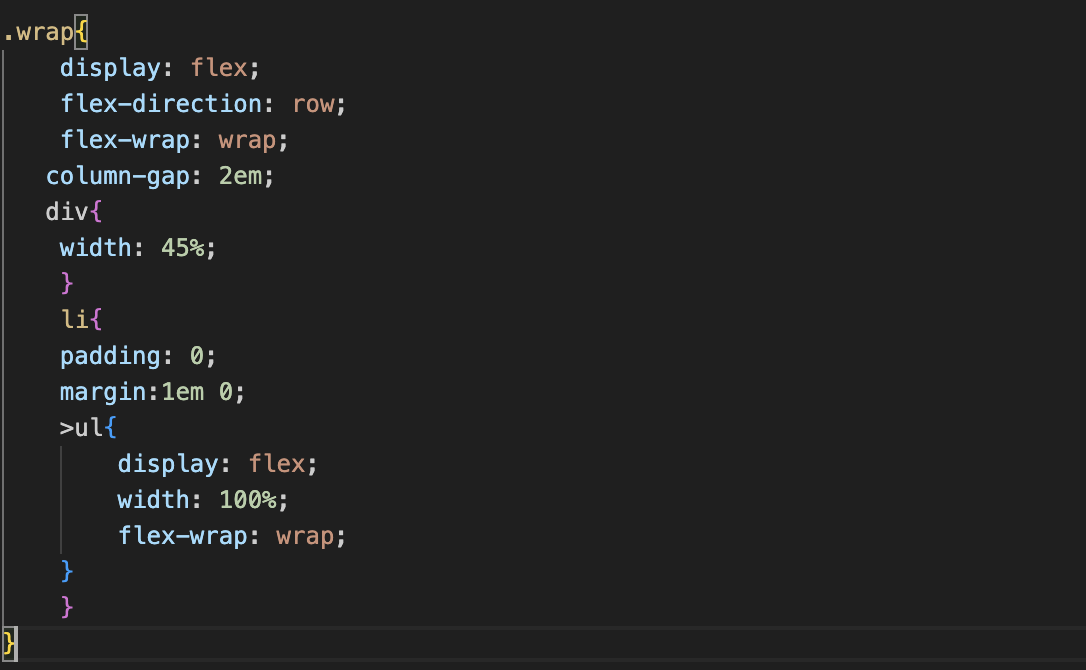 .wrap{
    display: flex;
    flex-direction: row;
    flex-wrap: wrap;
   column-gap: 2em;
   div{
    width: 45%;
    }
    li{
    padding: 0;
    margin:1em 0;
    >ul{
        display: flex;
        width: 100%;
        flex-wrap: wrap;
    }
    }
}